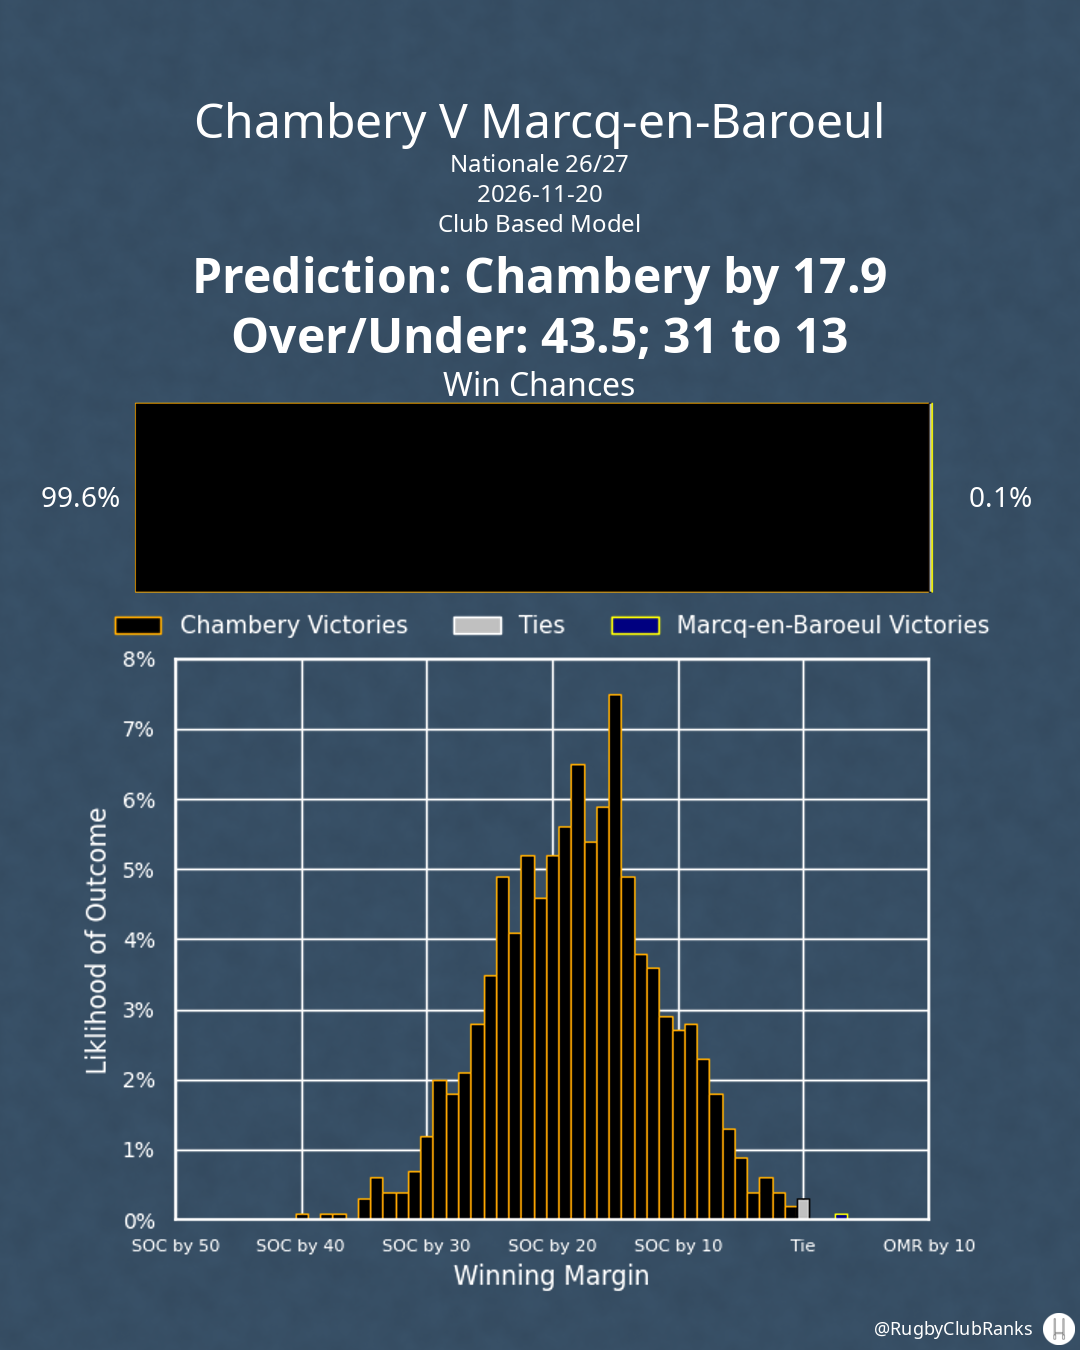 Chambery V Marcq-en-Baroeul
Nationale 26/27
2026-11-20
Club Based Model
Prediction: Chambery by 17.9
Over/Under: 43.5; 31 to 13
Win Chances
99.6%
0.1%
Chambery Victories
Ties
Marcq-en-Baroeul Victories
8%
7%
6%
5%
4%
3%
2%
1%
0%
Liklihood of Outcome
SOC by 50
SOC by 40
SOC by 30
SOC by 20
SOC by 10
Tie
OMR by 10
Winning Margin
@RugbyClubRanks